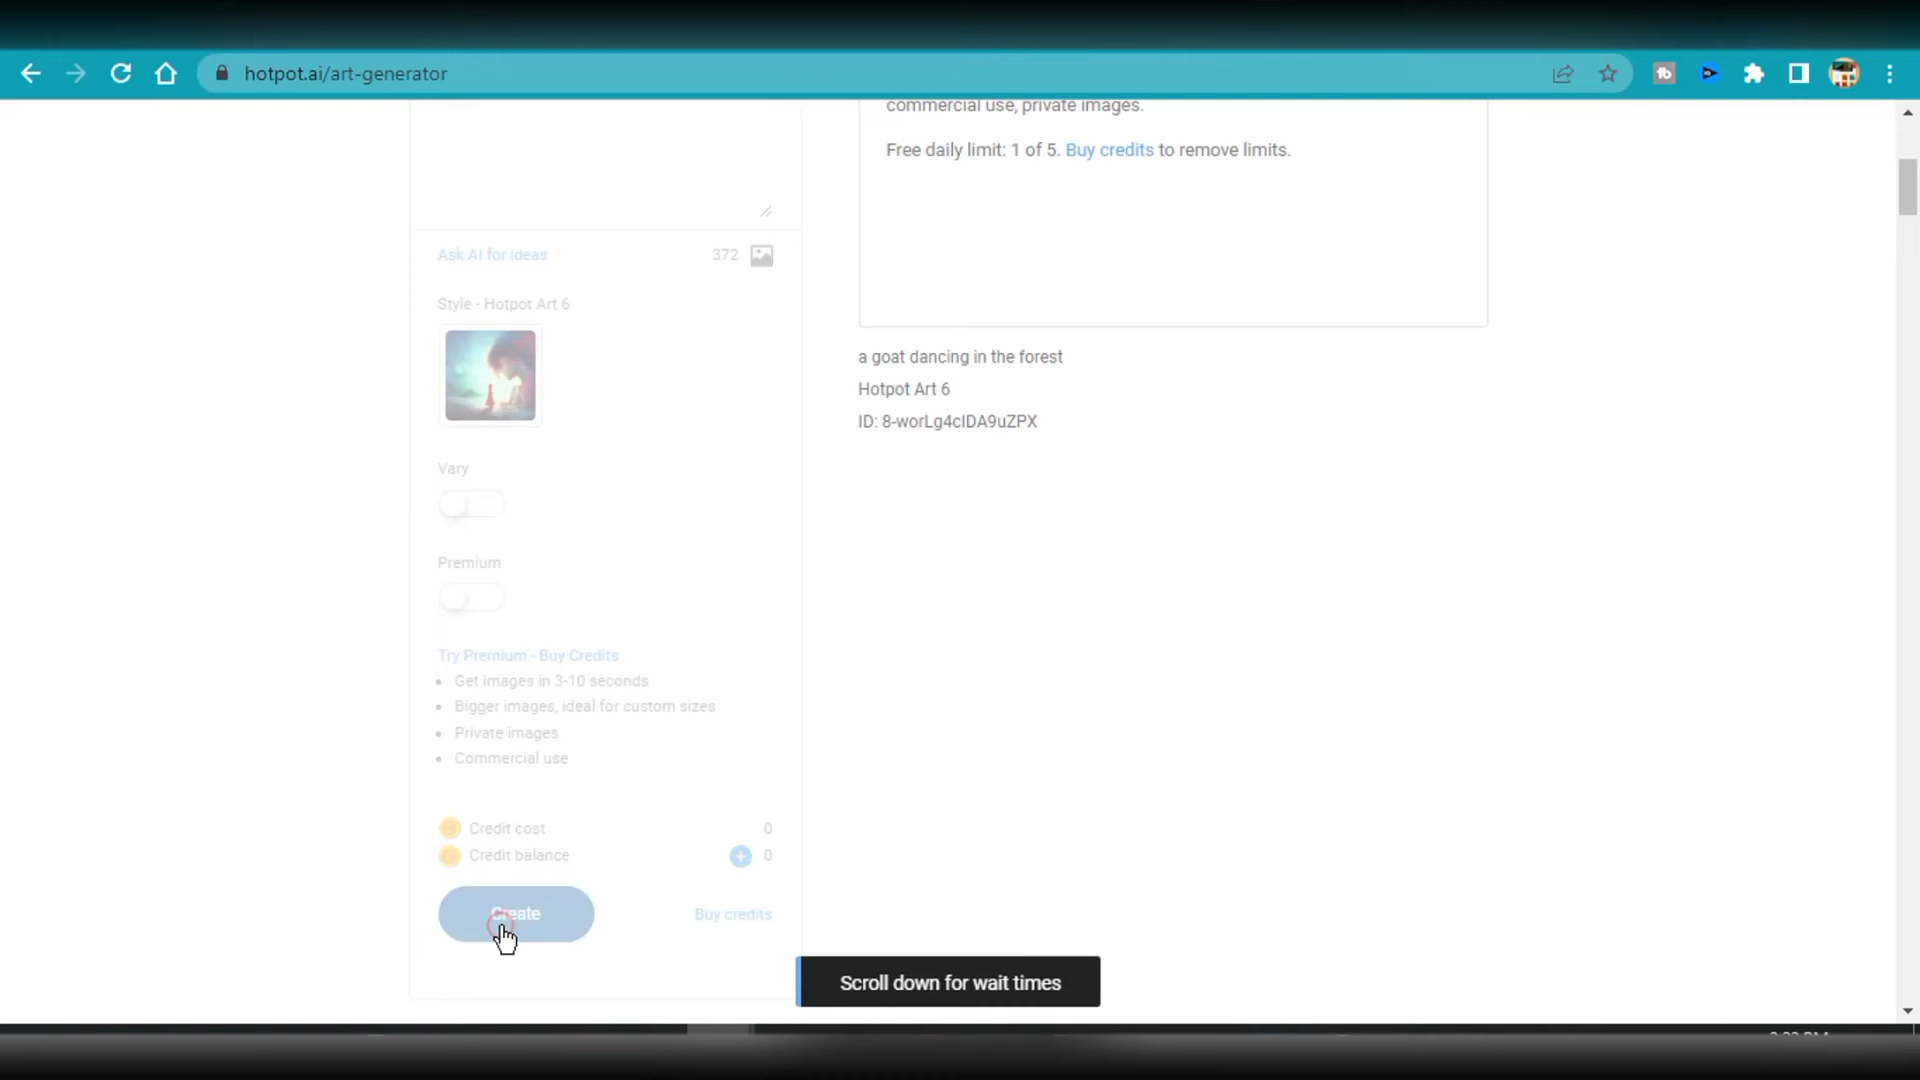 hotpot.ai/art-generator
commercial use, private images.
Free daily limit: 1 of 5. Buy credits to remove limits.
Ask AI for ideas
372
Style - Hotpot Art 6
a goat dancing in the forest
Hotpot Art 6
ID: 8-worLg4cIDA9uZPX
Vary
Premium
Try Premium - Buy Credits
Get images in 3-10 seconds
Bigger images, ideal for custom sizes
Private images
Commercial use
Credit cost 0
Credit balance 0
Create
Buy credits
Scroll down for wait times